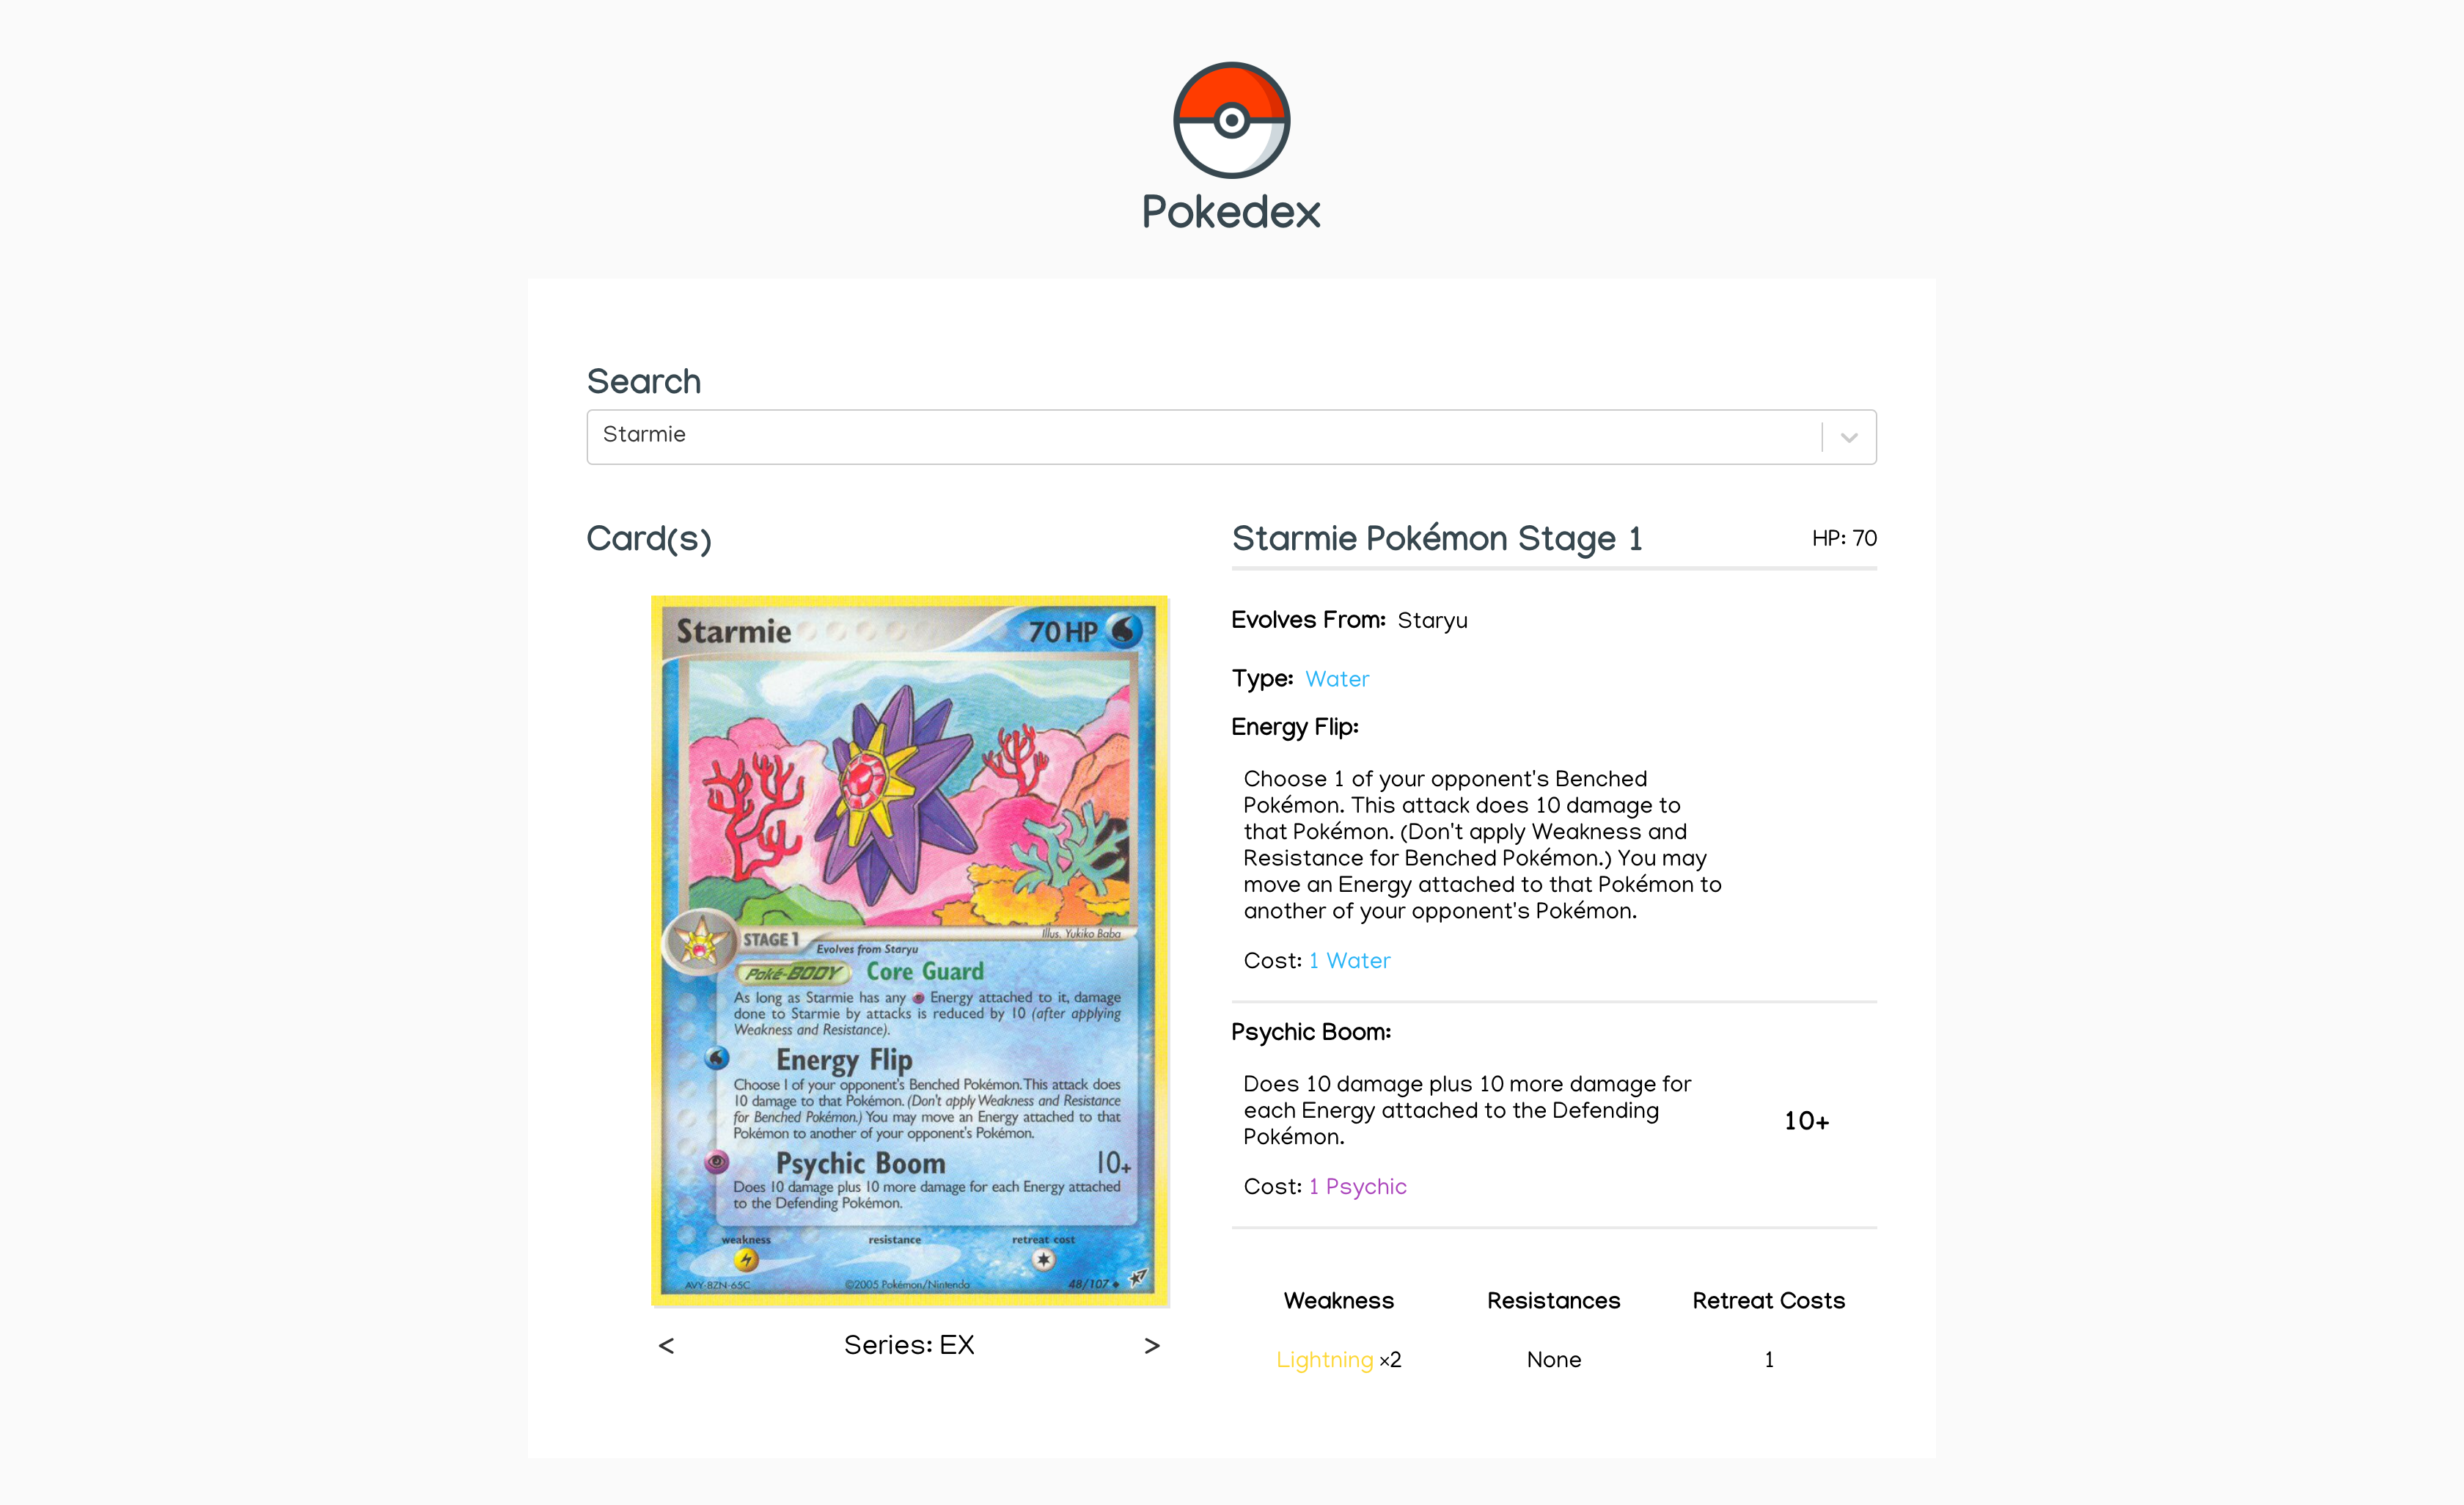 Pokedex
Search
Starmie
Card(s)
Starmie 70 HP
STAGE 1
Illus. Yukiko Baba
Evolves from Staryu
Poké-BODY Core Guard
As long as Starmie has any Energy attached to it, damage
done to Starmie by attacks is reduced by 10 (after applying
Weakness and Resistance).
Energy Flip
Choose 1 of your opponent's Benched Pokémon. This attack does
10 damage to that Pokémon. (Don't apply Weakness and Resistance
for Benched Pokémon.) You may move an Energy attached to that
Pokémon to another of your opponent's Pokémon.
Psychic Boom 10+
Does 10 damage plus 10 more damage for each Energy attached
to the Defending Pokémon.
weakness resistance retreat cost
AVY-8ZN-65C ©2005 Pokémon/Nintendo 48/107
< Series: EX >
Starmie Pokémon Stage 1 HP: 70
Evolves From: Staryu
Type: Water
Energy Flip:
Choose 1 of your opponent's Benched
Pokémon. This attack does 10 damage to
that Pokémon. (Don't apply Weakness and
Resistance for Benched Pokémon.) You may
move an Energy attached to that Pokémon to
another of your opponent's Pokémon.
Cost: 1 Water
Psychic Boom:
Does 10 damage plus 10 more damage for
each Energy attached to the Defending
Pokémon.
10+
Cost: 1 Psychic
Weakness Resistances Retreat Costs
Lightning ×2 None 1